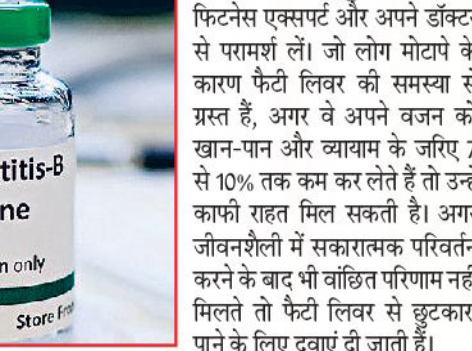 titis-B
ne
n only
Store Fro
फिटनेस एक्सपर्ट और अपने डॉक्टर
से परामर्श लें। जो लोग मोटापे के
कारण फैटी लिवर की समस्या से
ग्रस्त हैं, अगर वे अपने वजन को
खान-पान और व्यायाम के जरिए 7
से 10% तक कम कर लेते हैं तो उन्हें
काफी राहत मिल सकती है। अगर
जीवनशैली में सकारात्मक परिवर्तन
करने के बाद भी वांछित परिणाम नहीं
मिलते तो फैटी लिवर से छुटकारा
पाने के लिए दवाएं दी जाती हैं।